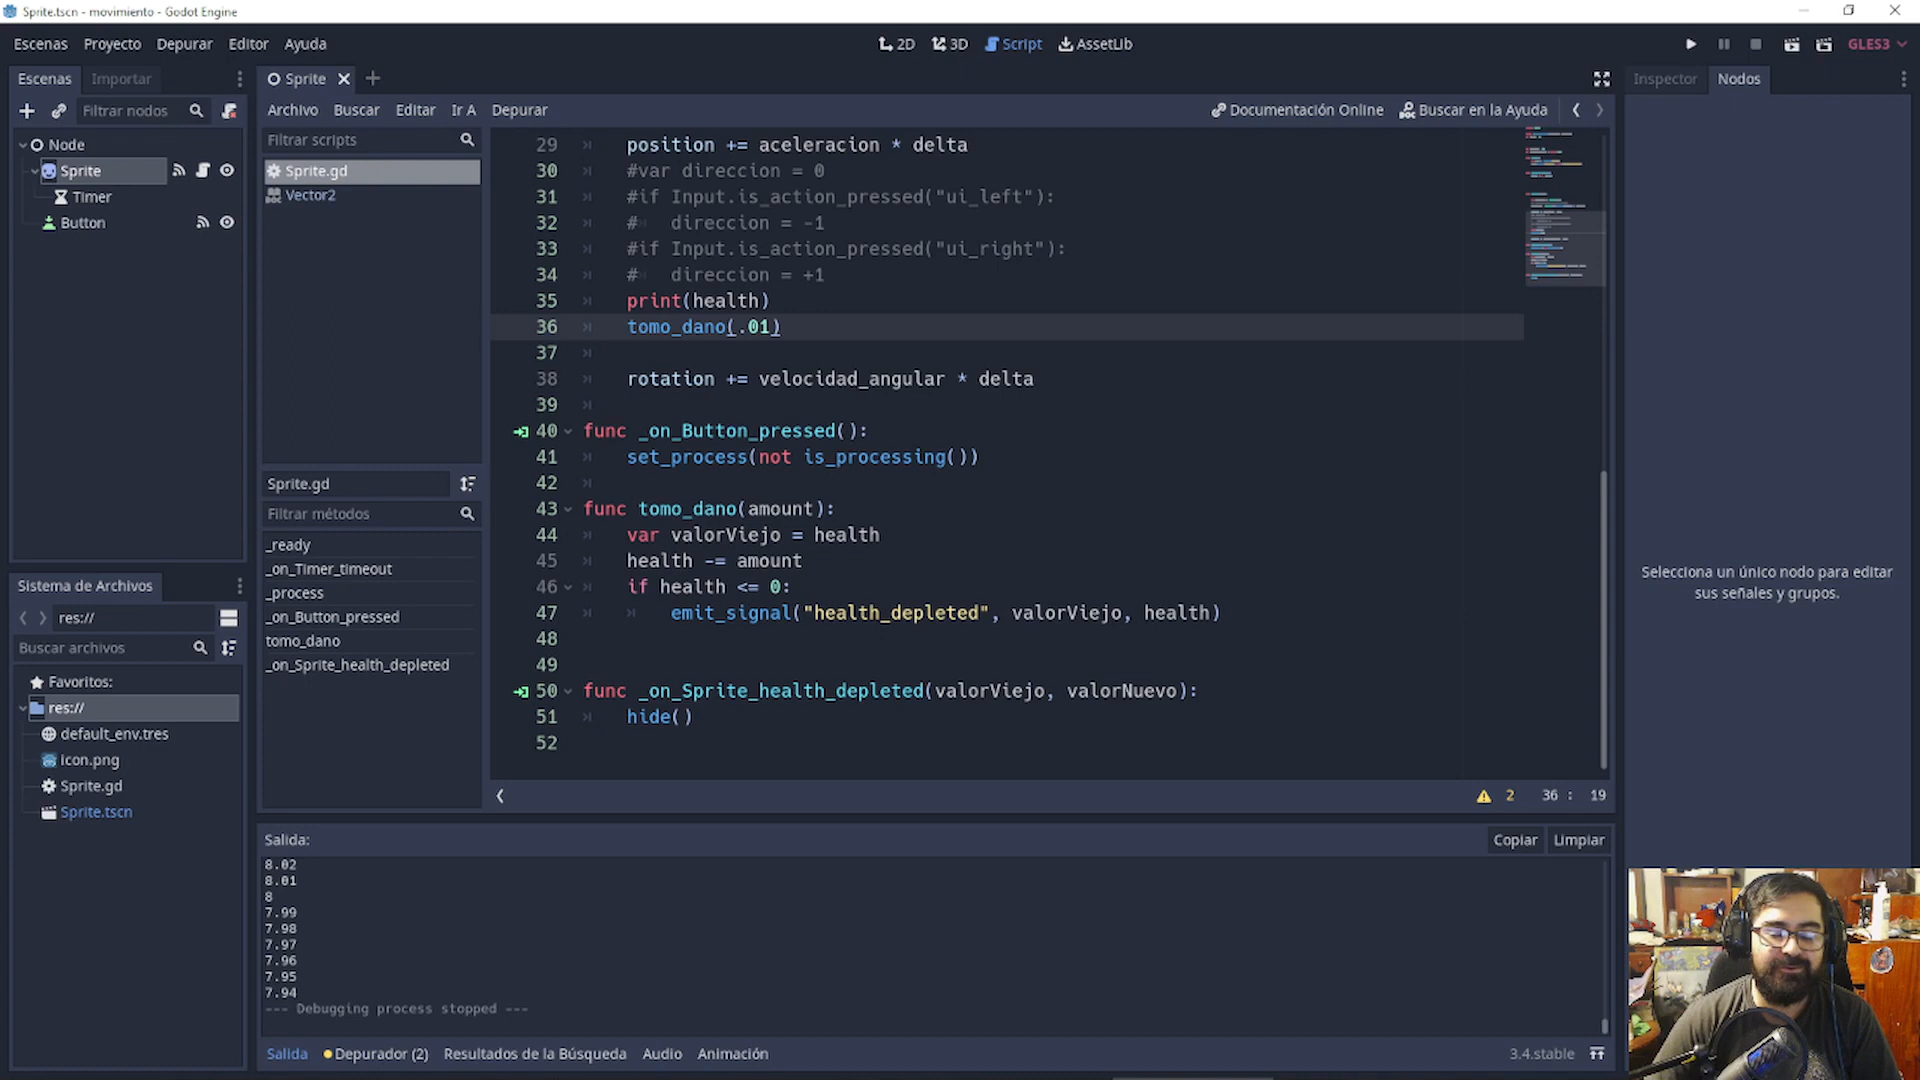 Sprite.tscn - movimiento - Godot Engine
Escenas Proyecto Depurar Editor Ayuda
2D 3D Script AssetLib
GLES3
Escenas Importar
Filtrar nodos
Node
Sprite
Timer
Button
Sistema de Archivos
res://
Buscar archivos
Favoritos:
res://
default_env.tres
icon.png
Sprite.gd
Sprite.tscn
Sprite
Archivo Buscar Editar Ir A Depurar
Documentación Online Buscar en la Ayuda
Filtrar scripts
Sprite.gd
Vector2
Sprite.gd
Filtrar métodos
_ready
_on_Timer_timeout
_process
_on_Button_pressed
tomo_dano
_on_Sprite_health_depleted
29 position += aceleracion * delta
30 #var direccion = 0
31 #if Input.is_action_pressed("ui_left"):
32 # direccion = -1
33 #if Input.is_action_pressed("ui_right"):
34 # direccion = +1
35 print(health)
36 tomo_dano(.01)
37
38 rotation += velocidad_angular * delta
39
40 func _on_Button_pressed():
41 set_process(not is_processing())
42
43 func tomo_dano(amount):
44 var valorViejo = health
45 health -= amount
46 if health <= 0:
47 emit_signal("health_depleted", valorViejo, health)
48
49
50 func _on_Sprite_health_depleted(valorViejo, valorNuevo):
51 hide()
52
2 36 : 19
Salida:
Copiar Limpiar
8.02
8.01
8
7.99
7.98
7.97
7.96
7.95
7.94
--- Debugging process stopped ---
Salida Depurador (2) Resultados de la Búsqueda Audio Animación
3.4.stable
Inspector Nodos
Selecciona un único nodo para editar
sus señales y grupos.